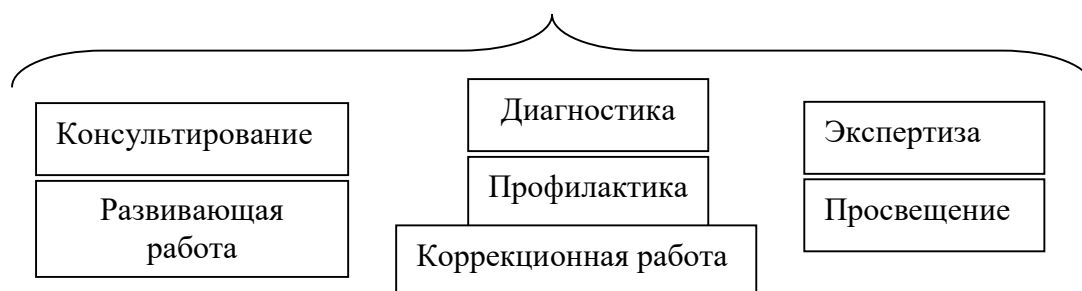 Консультирование
Развивающая
работа
Диагностика
Профилактика
Коррекционная работа
Экспертиза
Просвещение